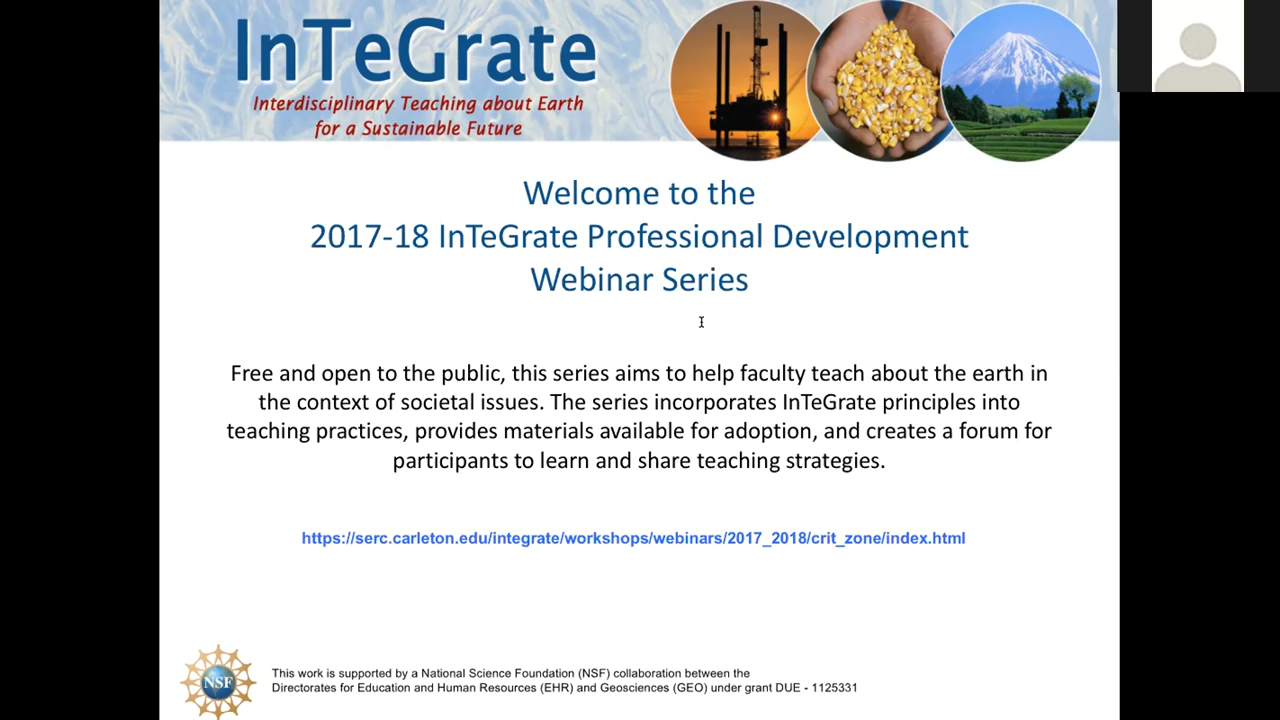 InTeGrate
Interdisciplinary Teaching about Earth
for a Sustainable Future
Welcome to the
2017-18 InTeGrate Professional Development
Webinar Series
Free and open to the public, this series aims to help faculty teach about the earth in
the context of societal issues. The series incorporates InTeGrate principles into
teaching practices, provides materials available for adoption, and creates a forum for
participants to learn and share teaching strategies.
https://serc.carleton.edu/integrate/workshops/webinars/2017_2018/crit_zone/index.html
NSF
This work is supported by a National Science Foundation (NSF) collaboration between the
Directorates for Education and Human Resources (EHR) and Geosciences (GEO) under grant DUE - 1125331